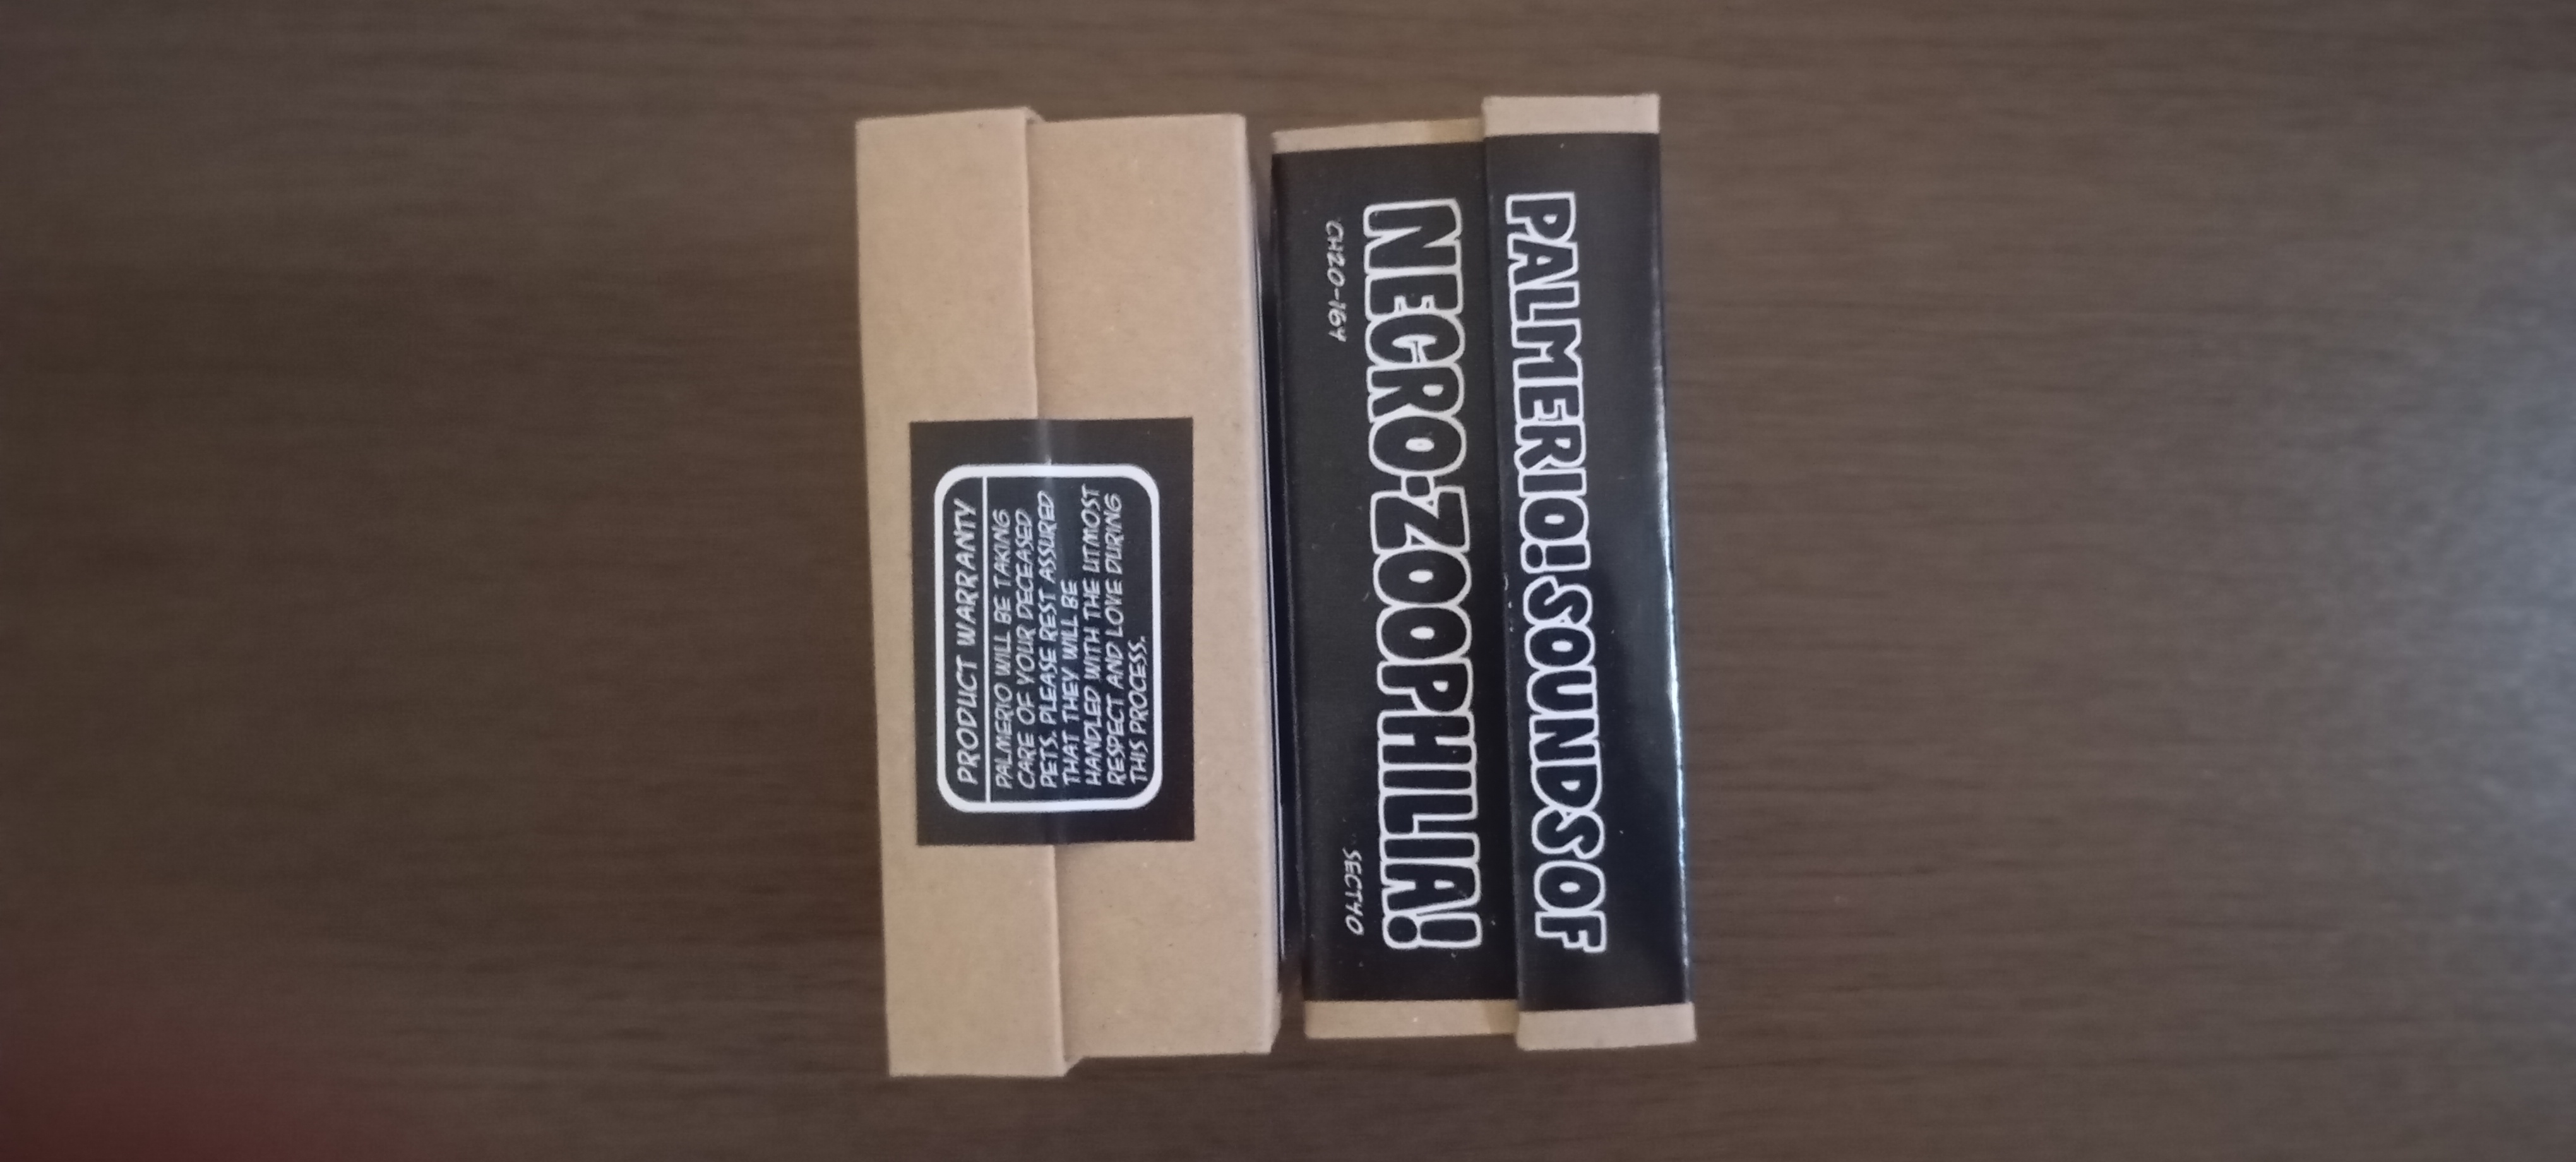 PRODUCT WARRANTY
PALMERIO WILL BE TAKING
CARE OF YOUR DECEASED
PETS. PLEASE REST ASSURED
THAT THEY WILL BE
HANDLED WITH THE UTMOST
RESPECT AND LOVE DURING
THIS PROCESS.
PALMERIO!:SOUNDS OF
NECRO:ZOOPHILIA!
CH20-164
SECT40